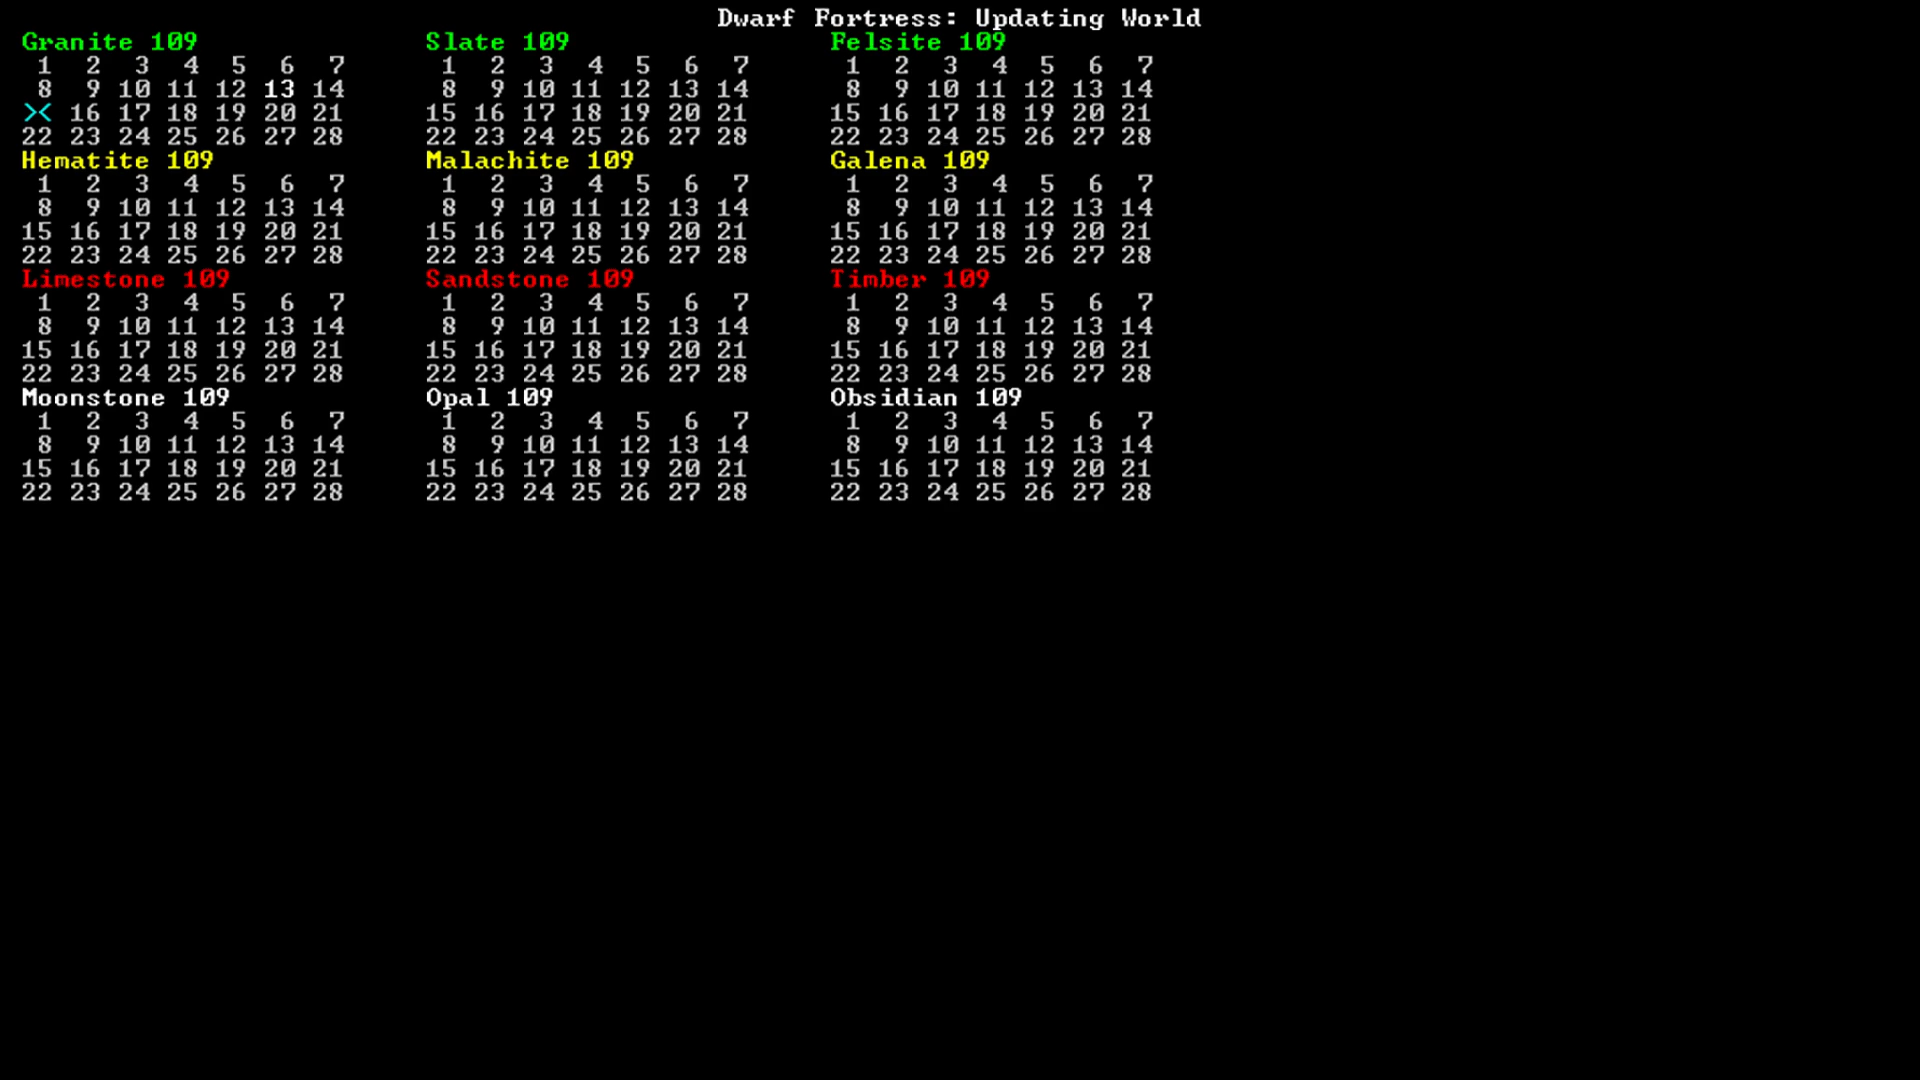 Dwarf Fortress: Updating World
Granite 109 Slate 109 Felsite 109
1 2 3 4 5 6 7 1 2 3 4 5 6 7 1 2 3 4 5 6 7
8 9 10 11 12 13 14 8 9 10 11 12 13 14 8 9 10 11 12 13 14
>< 16 17 18 19 20 21 15 16 17 18 19 20 21 15 16 17 18 19 20 21
22 23 24 25 26 27 28 22 23 24 25 26 27 28 22 23 24 25 26 27 28
Hematite 109 Malachite 109 Galena 109
1 2 3 4 5 6 7 1 2 3 4 5 6 7 1 2 3 4 5 6 7
8 9 10 11 12 13 14 8 9 10 11 12 13 14 8 9 10 11 12 13 14
15 16 17 18 19 20 21 15 16 17 18 19 20 21 15 16 17 18 19 20 21
22 23 24 25 26 27 28 22 23 24 25 26 27 28 22 23 24 25 26 27 28
Limestone 109 Sandstone 109 Timber 109
1 2 3 4 5 6 7 1 2 3 4 5 6 7 1 2 3 4 5 6 7
8 9 10 11 12 13 14 8 9 10 11 12 13 14 8 9 10 11 12 13 14
15 16 17 18 19 20 21 15 16 17 18 19 20 21 15 16 17 18 19 20 21
22 23 24 25 26 27 28 22 23 24 25 26 27 28 22 23 24 25 26 27 28
Moonstone 109 Opal 109 Obsidian 109
1 2 3 4 5 6 7 1 2 3 4 5 6 7 1 2 3 4 5 6 7
8 9 10 11 12 13 14 8 9 10 11 12 13 14 8 9 10 11 12 13 14
15 16 17 18 19 20 21 15 16 17 18 19 20 21 15 16 17 18 19 20 21
22 23 24 25 26 27 28 22 23 24 25 26 27 28 22 23 24 25 26 27 28